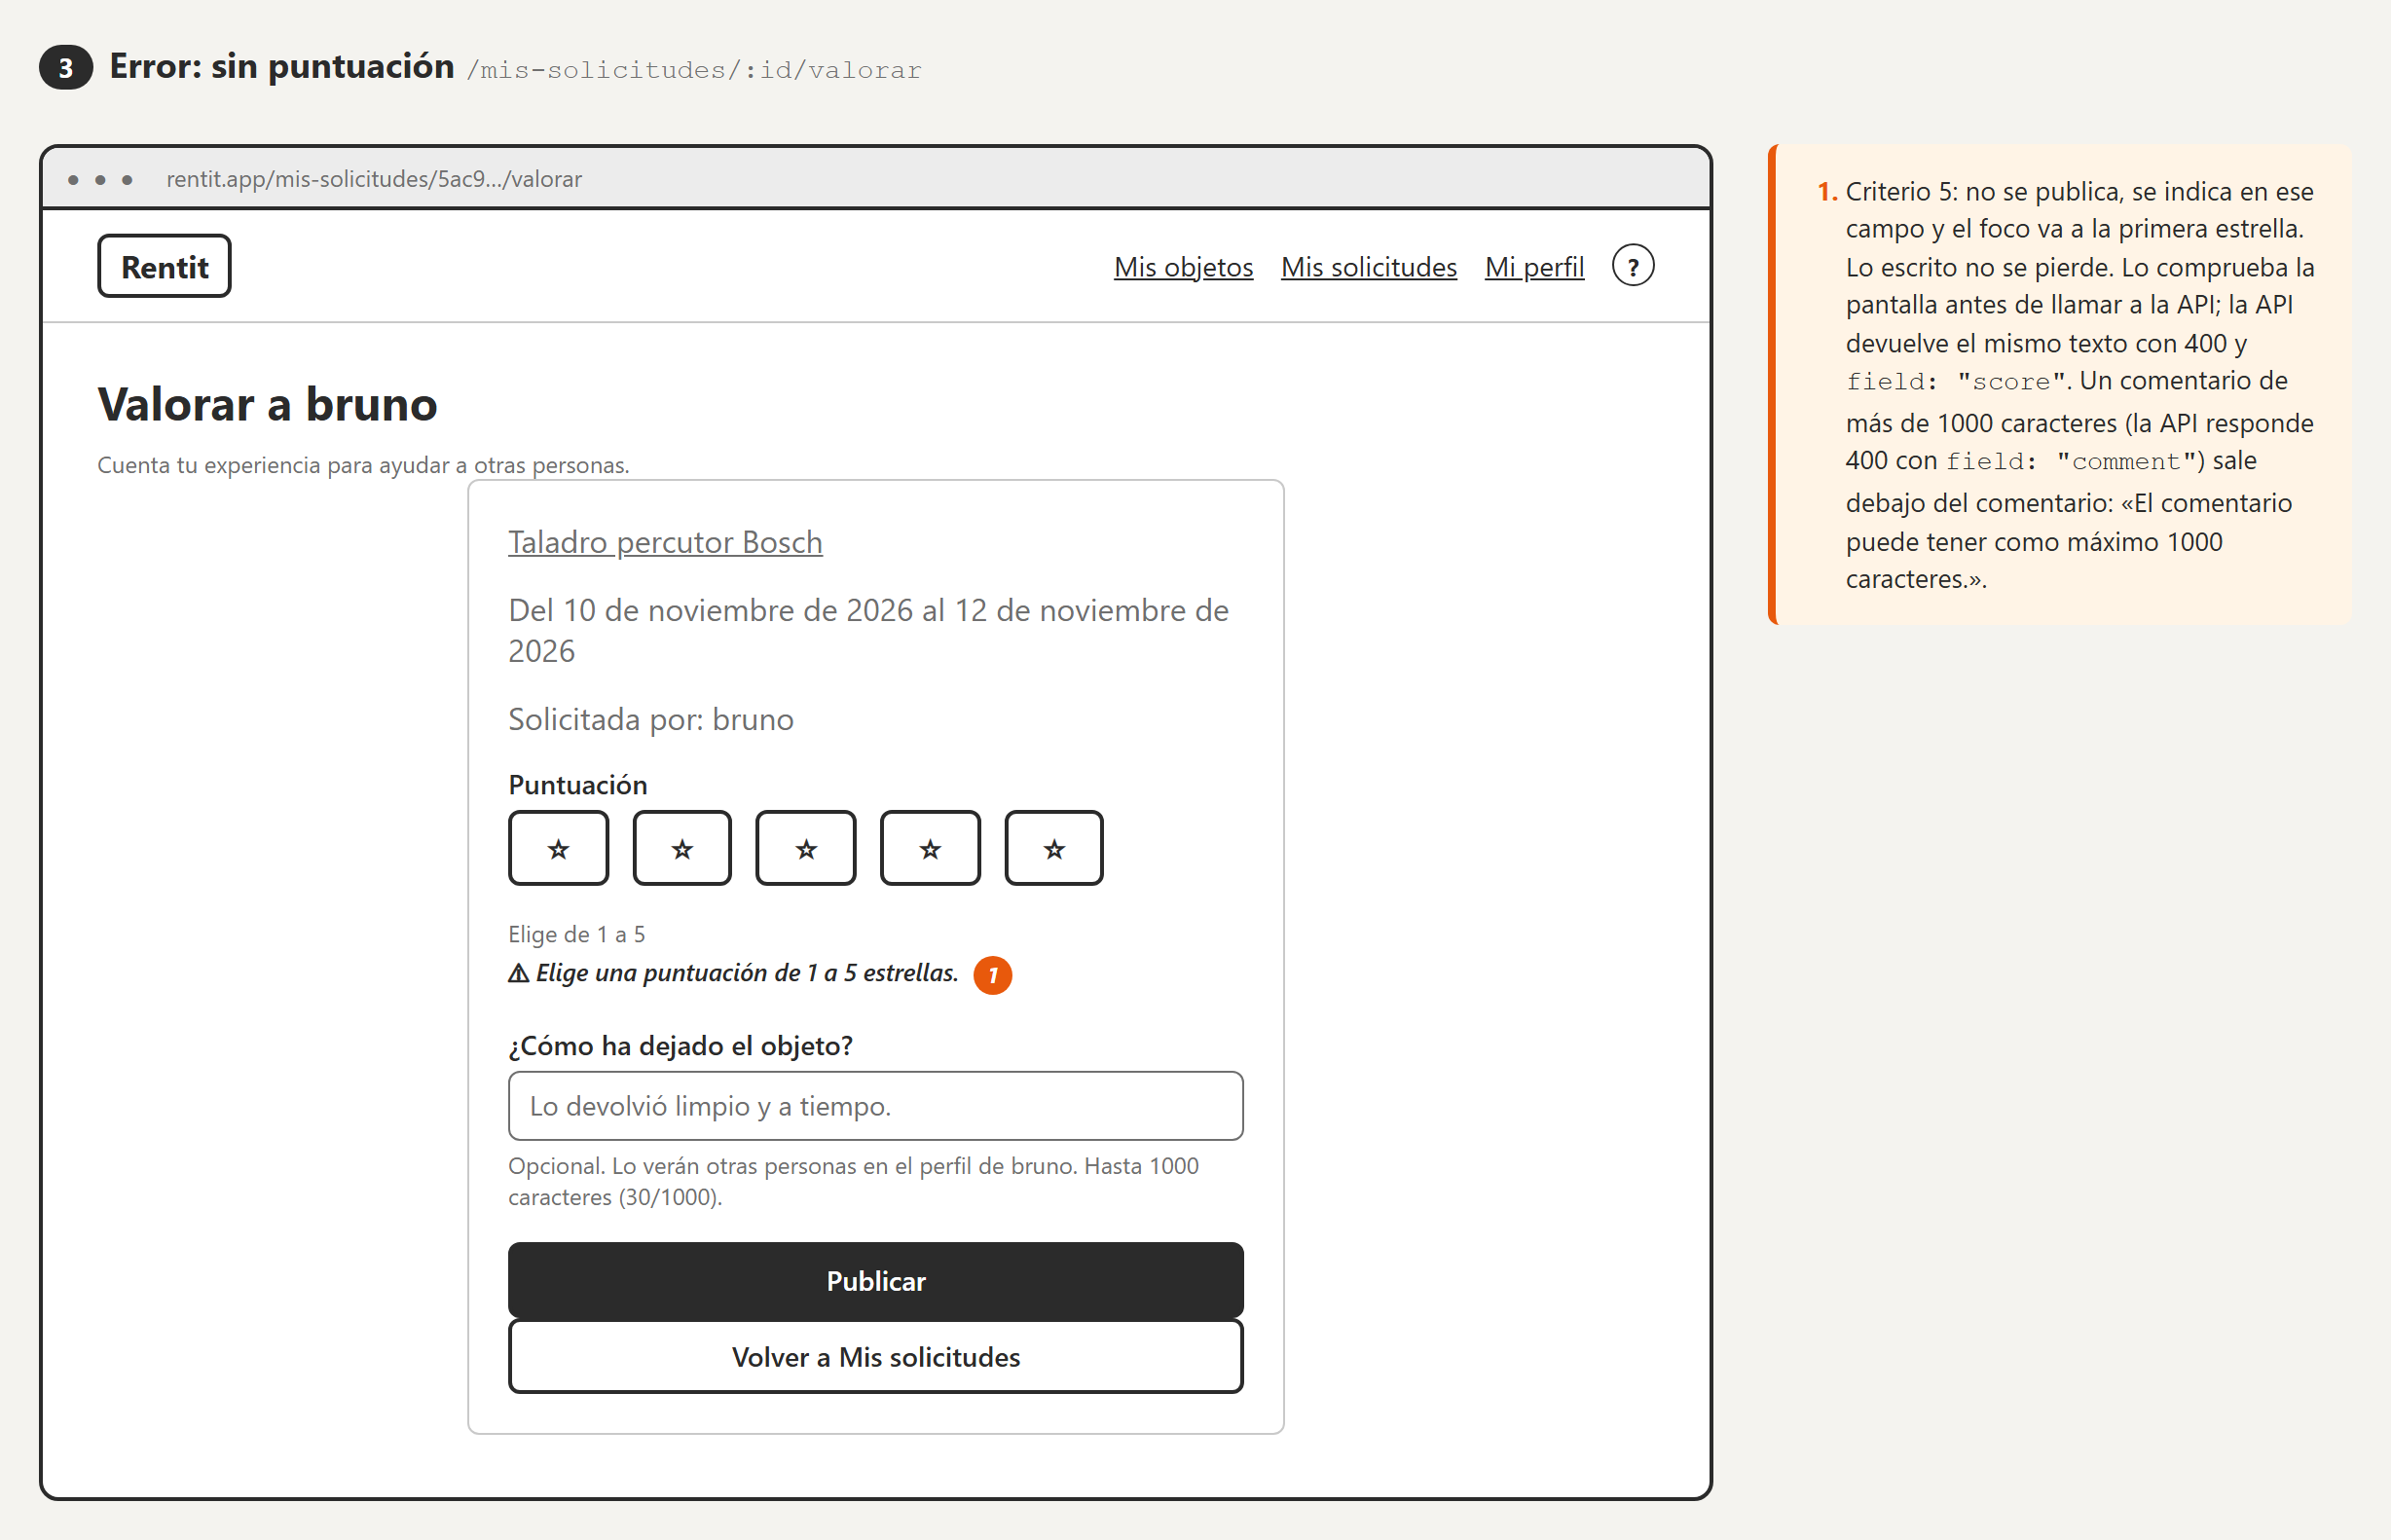 3 Error: sin puntuación /mis-solicitudes/:id/valorar
rentit.app/mis-solicitudes/5ac9.../valorar
Rentit
Mis objetos Mis solicitudes Mi perfil ?
Valorar a bruno
Cuenta tu experiencia para ayudar a otras personas.
Taladro percutor Bosch
Del 10 de noviembre de 2026 al 12 de noviembre de
2026
Solicitada por: bruno
Puntuación
☆ ☆ ☆ ☆ ☆
Elige de 1 a 5
⚠ Elige una puntuación de 1 a 5 estrellas. 1
¿Cómo ha dejado el objeto?
Lo devolvió limpio y a tiempo.
Opcional. Lo verán otras personas en el perfil de bruno. Hasta 1000
caracteres (30/1000).
Publicar
Volver a Mis solicitudes
1. Criterio 5: no se publica, se indica en ese
campo y el foco va a la primera estrella.
Lo escrito no se pierde. Lo comprueba la
pantalla antes de llamar a la API; la API
devuelve el mismo texto con 400 y
field: "score". Un comentario de
más de 1000 caracteres (la API responde
400 con field: "comment") sale
debajo del comentario: «El comentario
puede tener como máximo 1000
caracteres.».